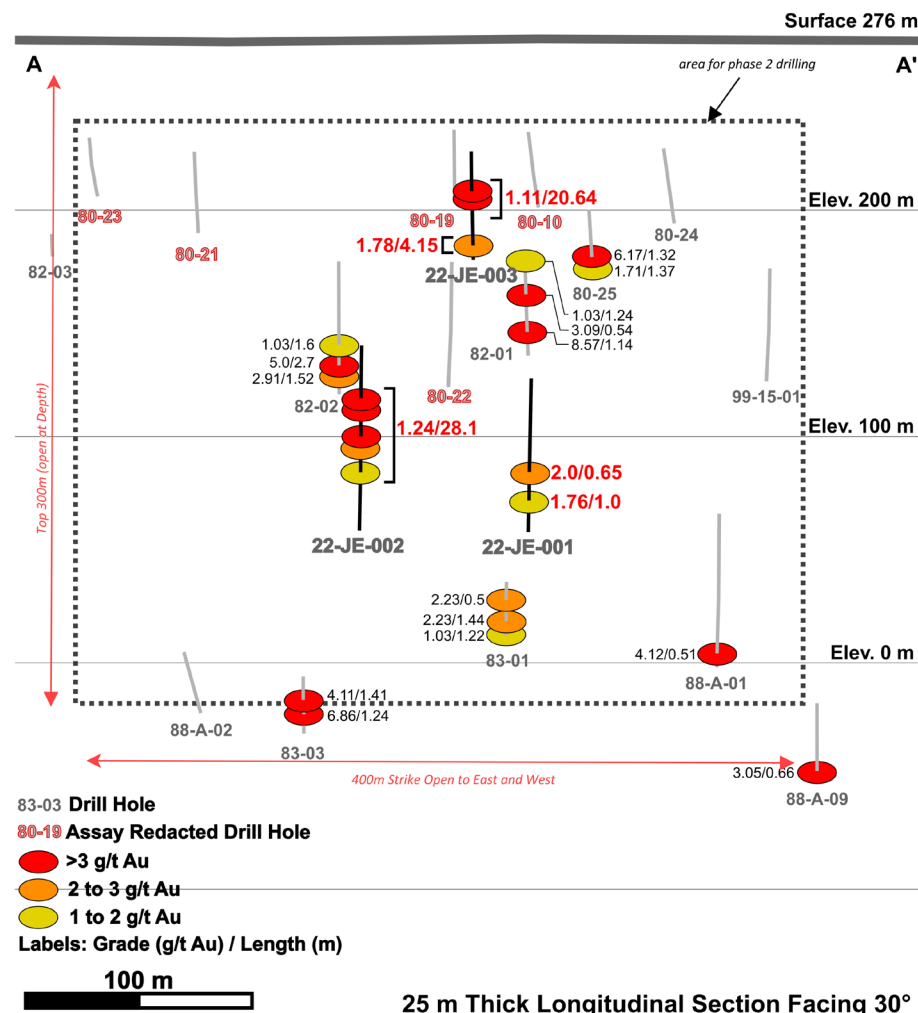 Surface 276 m
A
area for phase 2 drilling
A'
Elev. 200 m
80-23
80-19
1.11/20.64
80-10
80-24
80-21
1.78/4.15
82-03
22-JE-003
6.17/1.32
1.71/1.37
80-25
1.03/1.24
3.09/0.54
8.57/1.14
82-01
1.03/1.6
5.0/2.7
2.91/1.52
82-02
80-22
99-15-01
1.24/28.1
Elev. 100 m
Top 300m (open at Depth)
2.0/0.65
1.76/1.0
22-JE-002
22-JE-001
2.23/0.5
2.23/1.44
1.03/1.22
83-01
4.12/0.51
Elev. 0 m
88-A-01
4.11/1.41
6.86/1.24
88-A-02
83-03
400m Strike Open to East and West
3.05/0.66
88-A-09
83-03 Drill Hole
80-19 Assay Redacted Drill Hole
>3 g/t Au
2 to 3 g/t Au
1 to 2 g/t Au
Labels: Grade (g/t Au) / Length (m)
100 m
25 m Thick Longitudinal Section Facing 30°